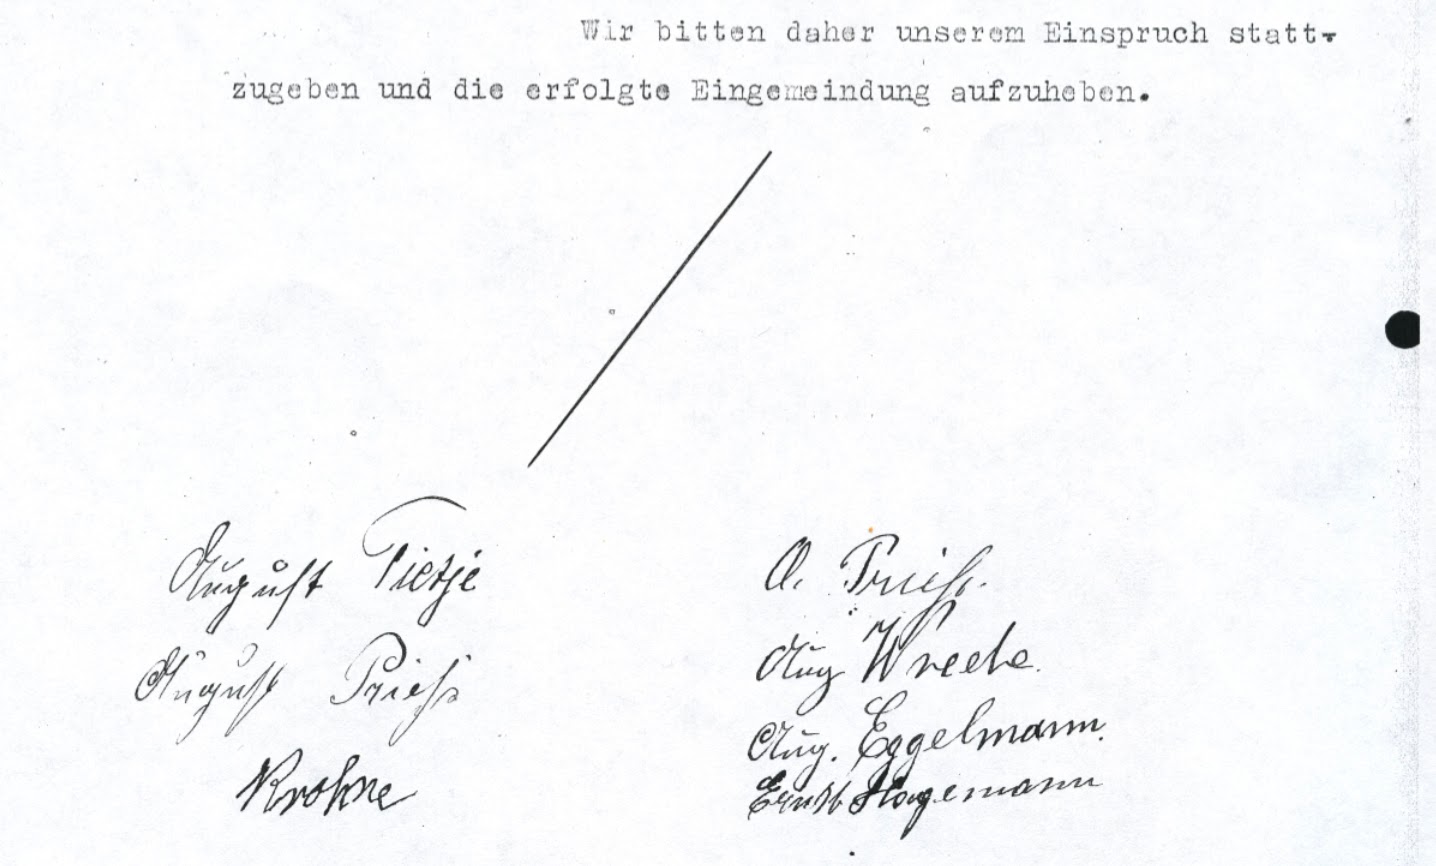 Wir bitten daher unserem Einspruch statt-
zugeben und die erfolgte Eingemeindung aufzuheben.
August Tietje
A. Prieß.
August Prieß
Aug Wrede.
Aug. Eggelmann.
Krohne
Ernst Hagemann